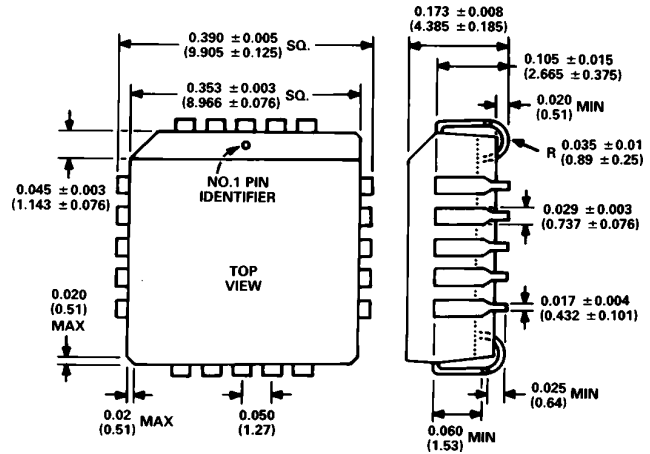 0.390 ± 0.005
(9.905 ± 0.125) SQ.
0.353 ± 0.003
(8.966 ± 0.076) SQ.
0.173 ± 0.008
(4.385 ± 0.185)
0.105 ± 0.015
(2.665 ± 0.375)
0.020
(0.51) MIN
R 0.035 ± 0.01
(0.89 ± 0.25)
0.045 ± 0.003
(1.143 ± 0.076)
NO.1 PIN
IDENTIFIER
0.029 ± 0.003
(0.737 ± 0.076)
TOP
VIEW
0.020
(0.51)
MAX
0.017 ± 0.004
(0.432 ± 0.101)
0.02
(0.51) MAX
0.050
(1.27)
0.025
(0.64) MIN
0.060
(1.53) MIN